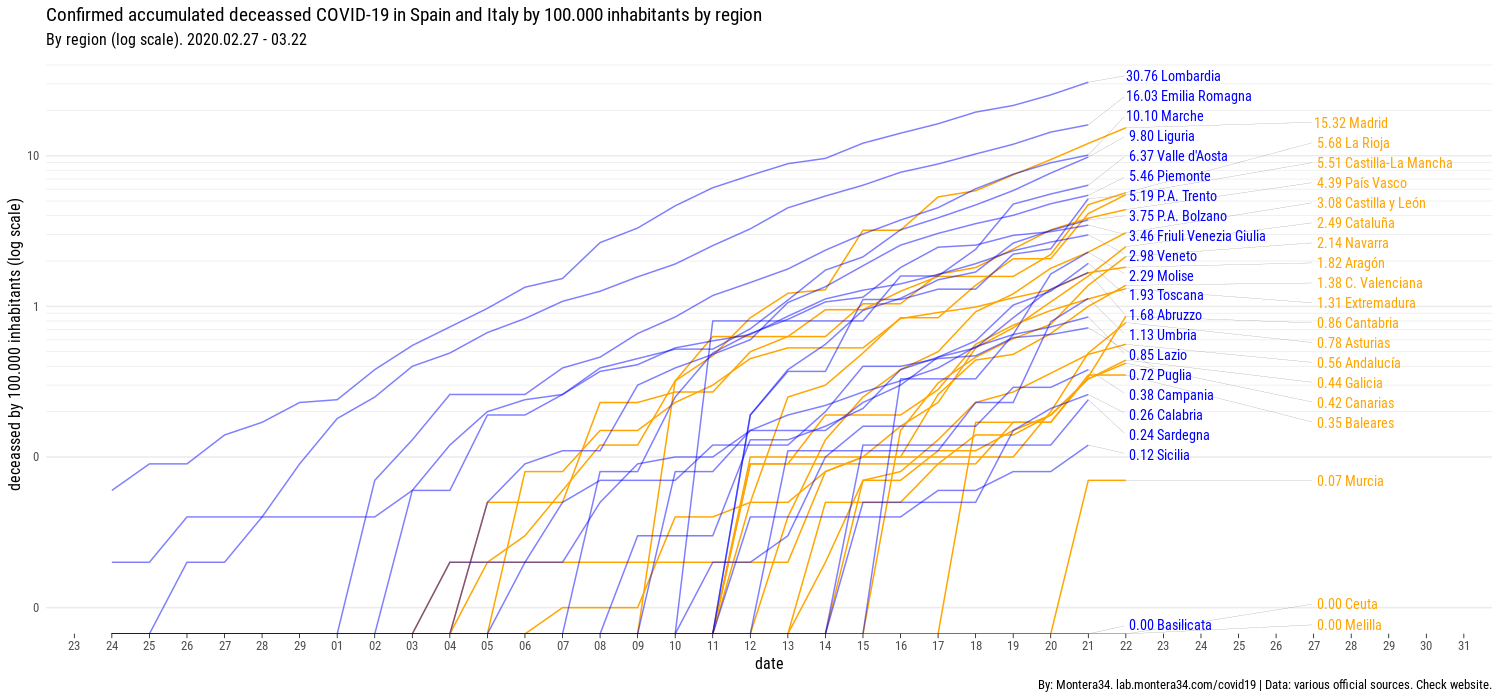 Confirmed accumulated deceassed COVID-19 in Spain and Italy by 100.000 inhabitants by region
By region (log scale). 2020.02.27 - 03.22
deceassed by 100.000 inhabitants (log scale)
10
1
0
0
30.76 Lombardia
16.03 Emilia Romagna
10.10 Marche
9.80 Liguria
6.37 Valle d'Aosta
5.46 Piemonte
5.19 P.A. Trento
3.75 P.A. Bolzano
3.46 Friuli Venezia Giulia
2.98 Veneto
2.29 Molise
1.93 Toscana
1.68 Abruzzo
1.13 Umbria
0.85 Lazio
0.72 Puglia
0.38 Campania
0.26 Calabria
0.24 Sardegna
0.12 Sicilia
0.00 Basilicata
15.32 Madrid
5.68 La Rioja
5.51 Castilla-La Mancha
4.39 País Vasco
3.08 Castilla y León
2.49 Cataluña
2.14 Navarra
1.82 Aragón
1.38 C. Valenciana
1.31 Extremadura
0.86 Cantabria
0.78 Asturias
0.56 Andalucía
0.44 Galicia
0.42 Canarias
0.35 Baleares
0.07 Murcia
0.00 Ceuta
0.00 Melilla
23 24 25 26 27 28 29 01 02 03 04 05 06 07 08 09 10 11 12 13 14 15 16 17 18 19 20 21 22 23 24 25 26 27 28 29 30 31
date
By: Montera34. lab.montera34.com/covid19 | Data: various official sources. Check website.